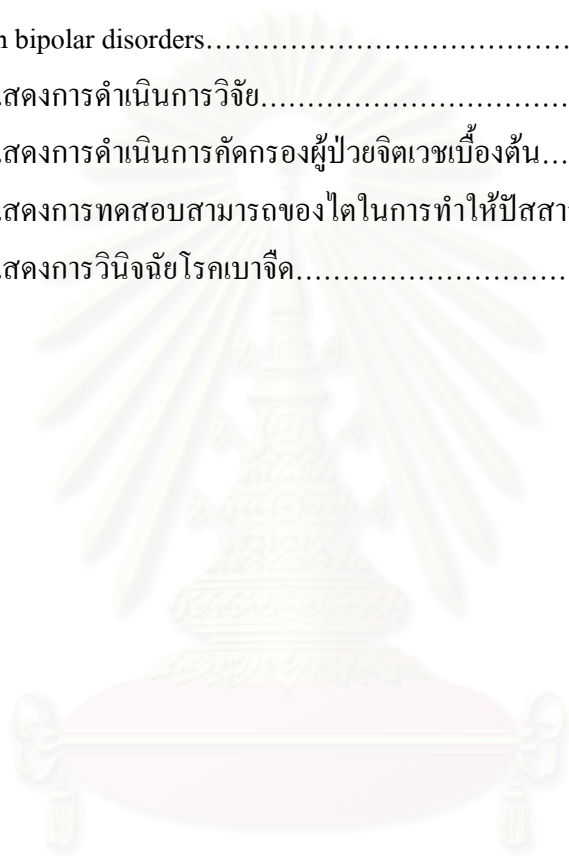 n bipolar disorders…………………………………
สดงการดำเนินการวิจัย……………………………
สดงการดำเนินการคัดกรองผู้ป่วยจิตเวชเบื้องต้น…
สดงการทดสอบสามารถของไตในการทำให้ปัสสา
สดงการวินิจฉัยโรคเบาจืด………………………